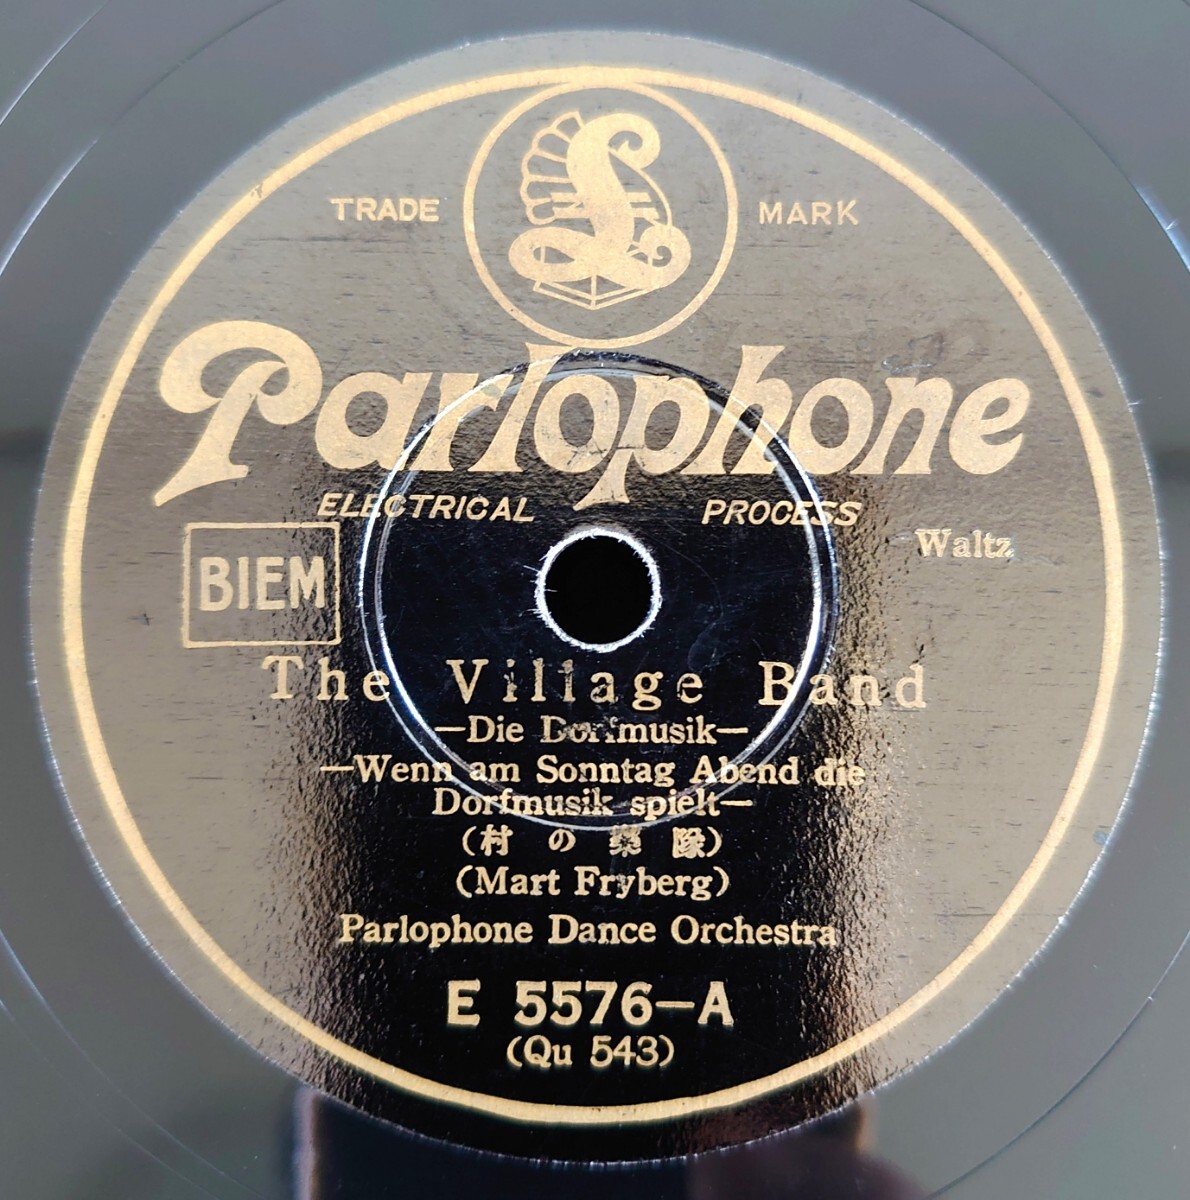 TRADE MARK
Parlophone
ELECTRICAL PROCESS
Waltz
BIEM
The Village Band
—Die Dorfmusik—
—Wenn am Sonntag Abend die
Dorfmusik spielt—
(村の樂隊)
(Mart Fryberg)
Parlophone Dance Orchestra
E 5576-A
(Qu 543)